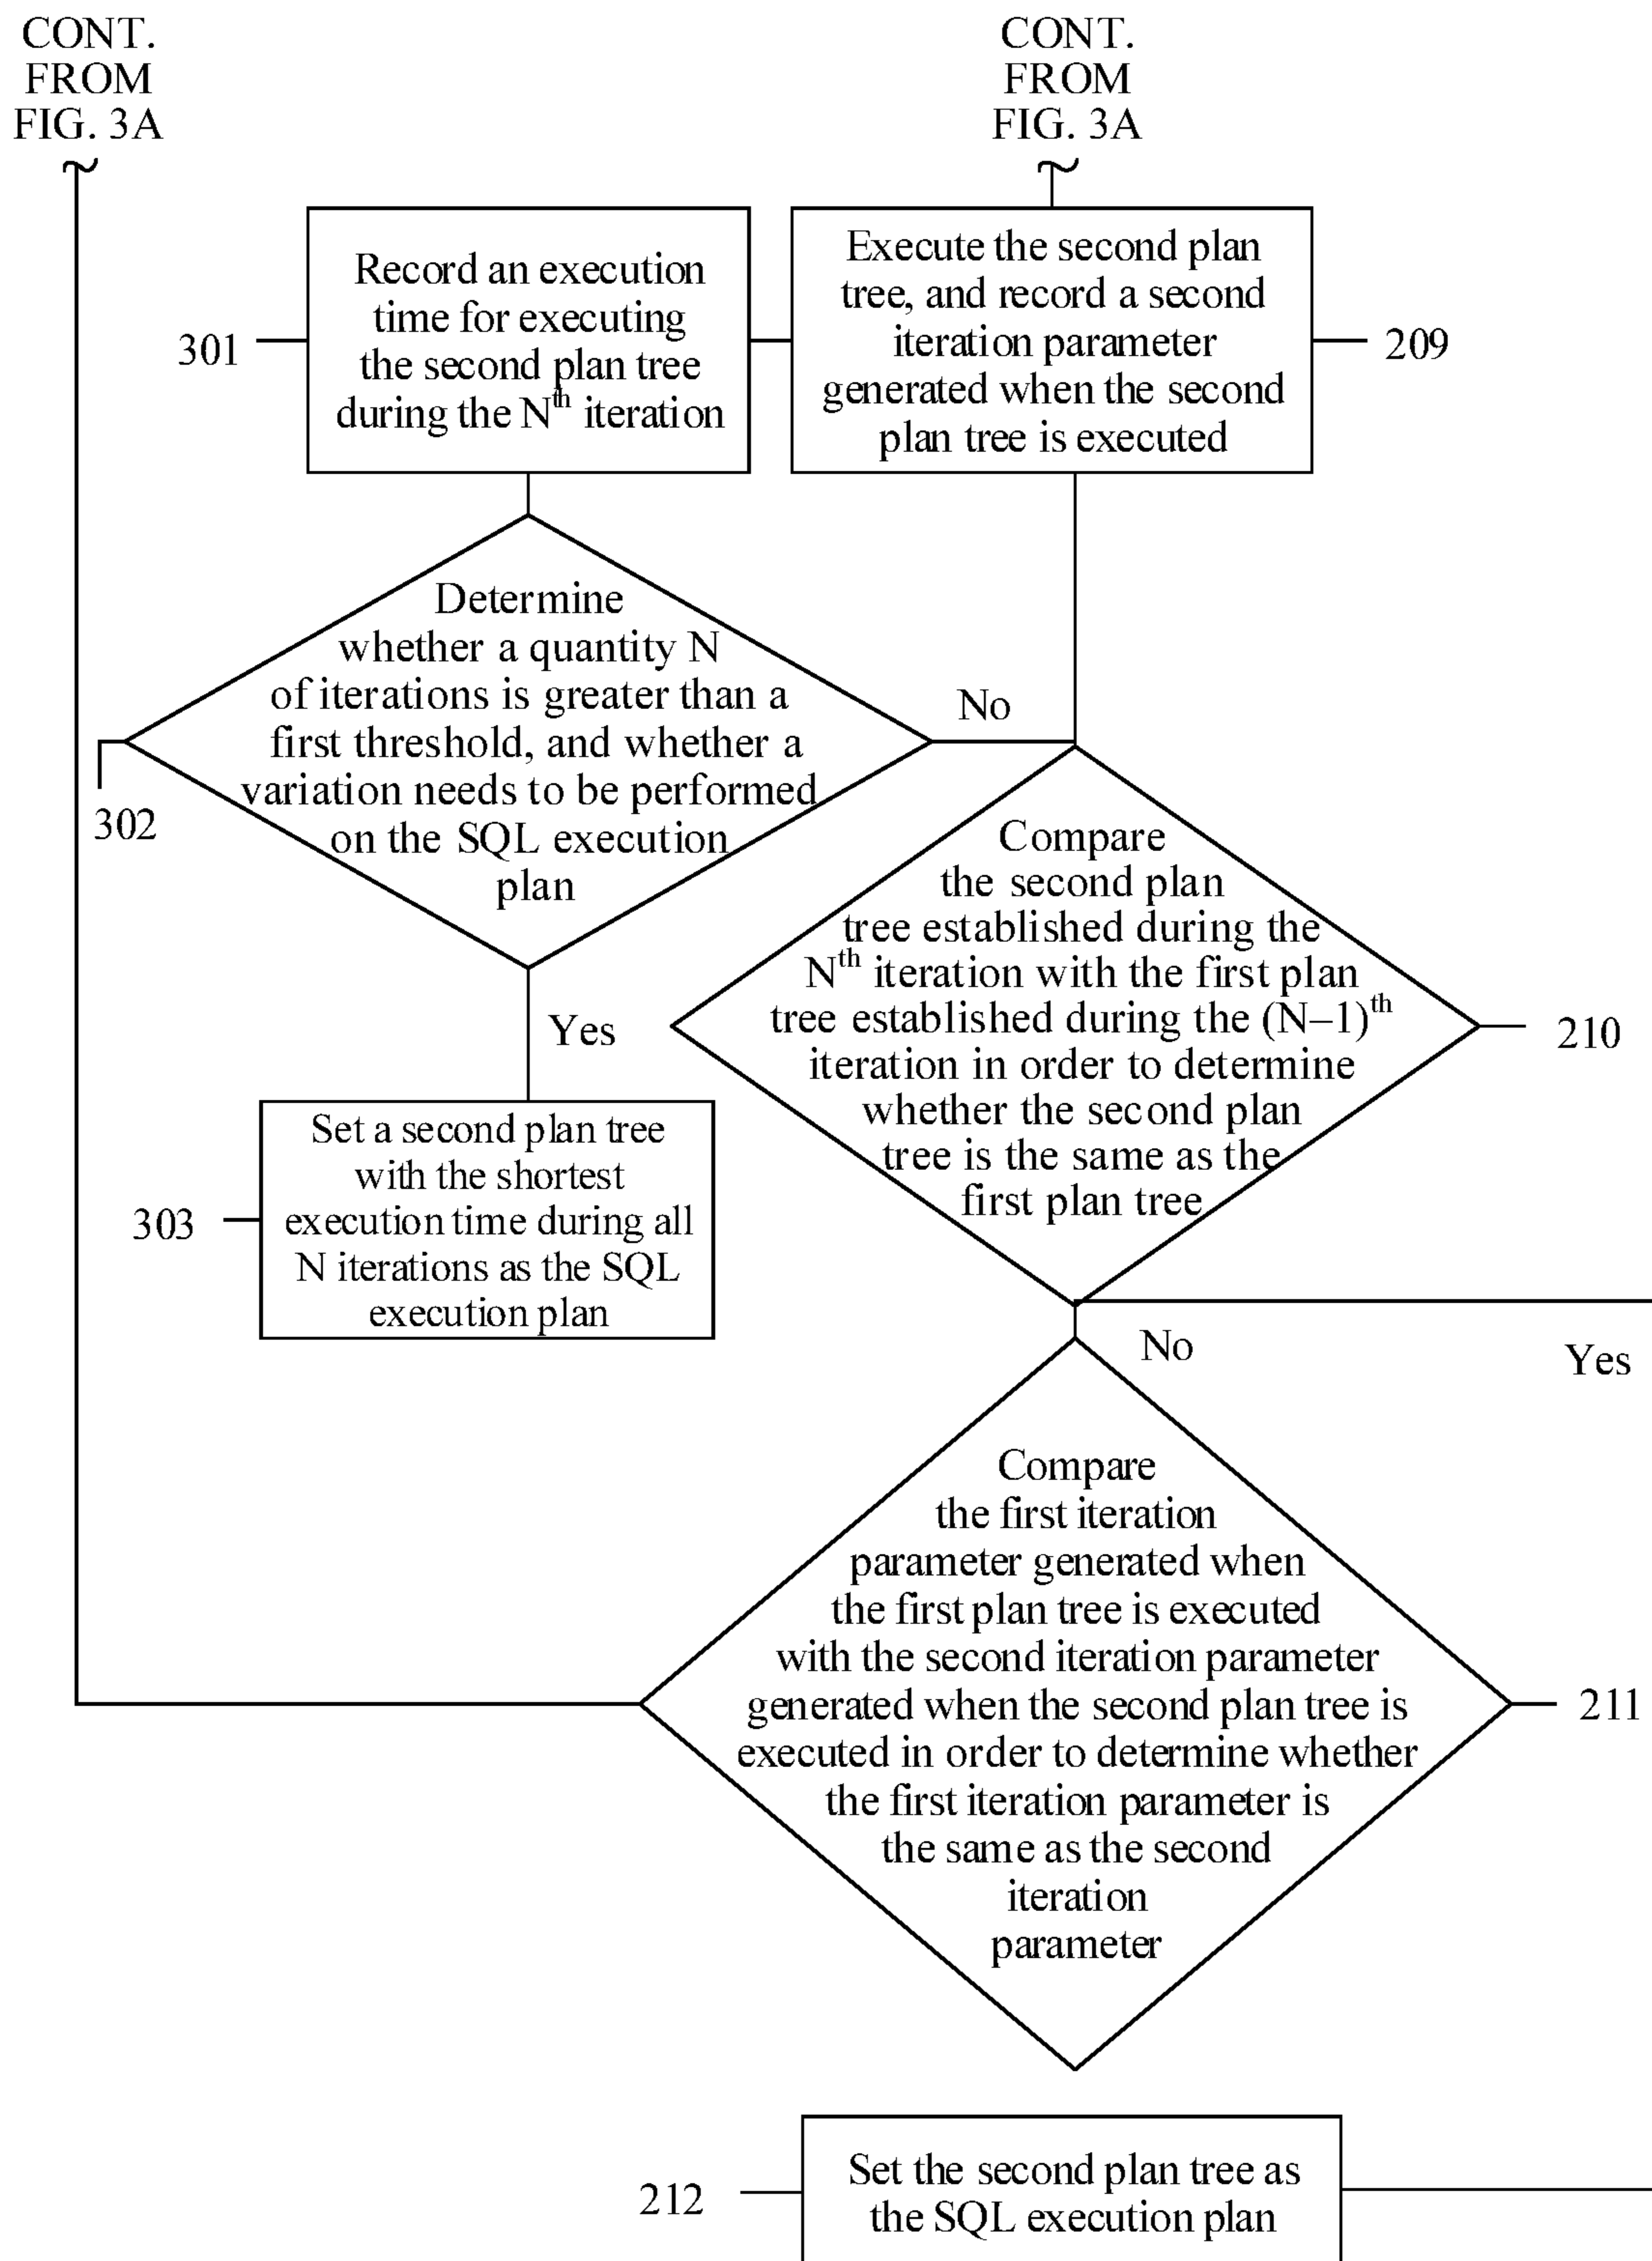 CONT.
FROM
FIG. 3A
CONT.
FROM
FIG. 3A
Record an execution
time for executing
the second plan tree
during the Nth iteration
301
Execute the second plan
tree, and record a second
iteration parameter
generated when the second
plan tree is executed
209
Determine
whether a quantity N
of iterations is greater than a
first threshold, and whether a
variation needs to be performed
on the SQL execution
plan
302
No
Yes
Compare
the second plan
tree established during the
Nth iteration with the first plan
tree established during the (N–1)th
iteration in order to determine
whether the second plan
tree is the same as the
first plan tree
210
Set a second plan tree
with the shortest
execution time during all
N iterations as the SQL
execution plan
303
No
Yes
Compare
the first iteration
parameter generated when
the first plan tree is executed
with the second iteration parameter
generated when the second plan tree is
executed in order to determine whether
the first iteration parameter is
the same as the second
iteration
parameter
211
Set the second plan tree as
the SQL execution plan
212